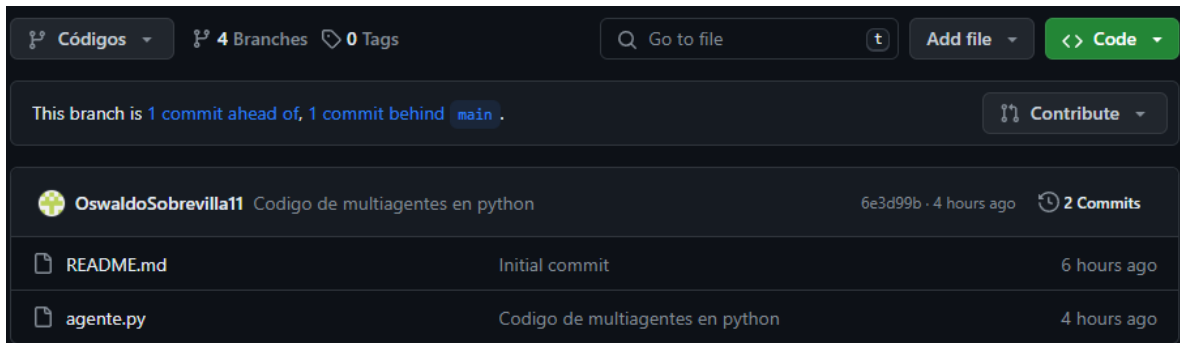 Códigos 4 Branches 0 Tags Go to file t Add file <> Code
This branch is 1 commit ahead of, 1 commit behind main . Contribute
OswaldoSobrevilla11 Codigo de multiagentes en python 6e3d99b · 4 hours ago 2 Commits
README.md Initial commit 6 hours ago
agente.py Codigo de multiagentes en python 4 hours ago